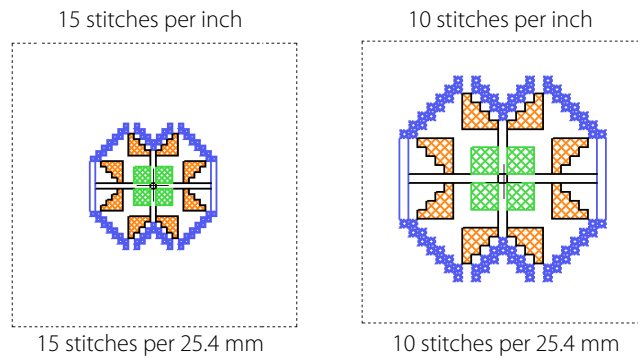 15 stitches per inch
10 stitches per inch
15 stitches per 25.4 mm
10 stitches per 25.4 mm